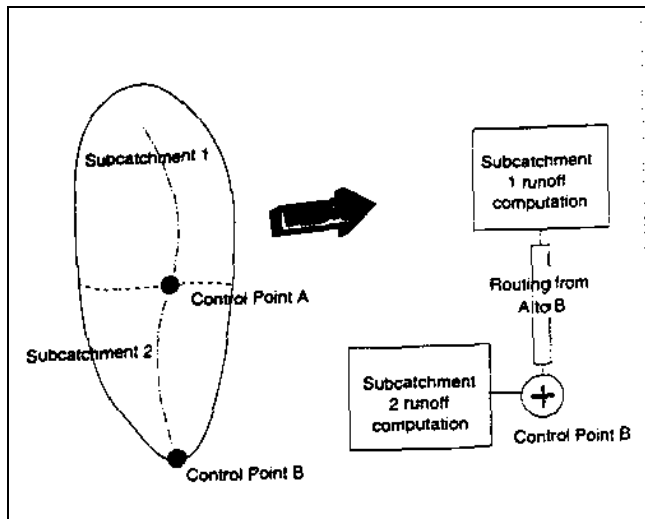 Subcatchment 1
Control Point A
Subcatchment 2
Control Point B
Subcatchment
1 runoff
computation
Routing from
A to B
Subcatchment
2 runoff
computation
+
Control Point B